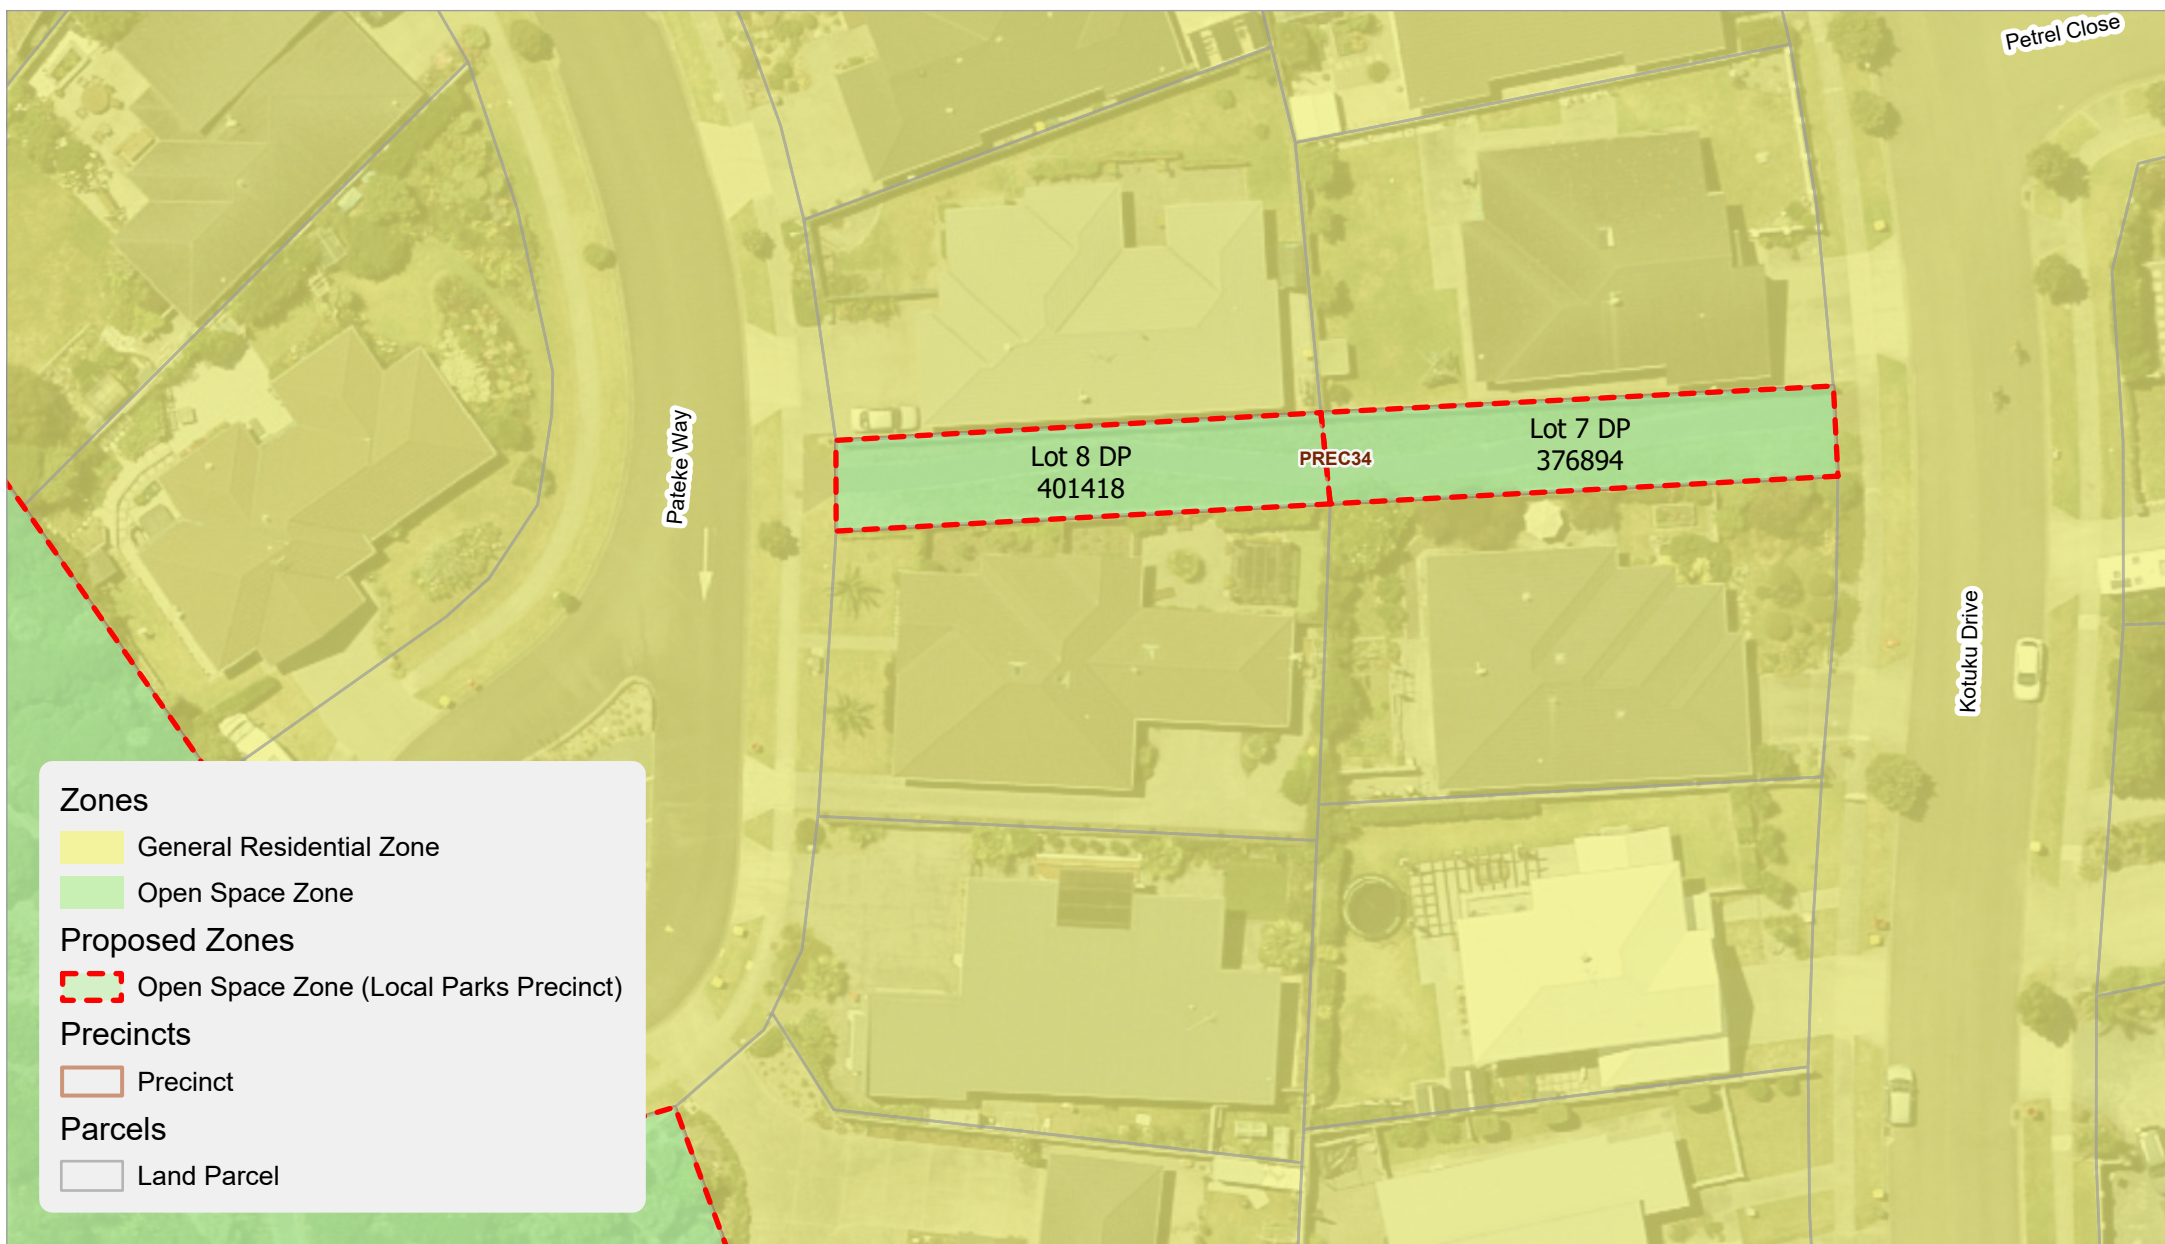 Petrel Close
Pateke Way
Lot 8 DP
401418
PREC34
Lot 7 DP
376894
Kotuku Drive
Zones
General Residential Zone
Open Space Zone
Proposed Zones
Open Space Zone (Local Parks Precinct)
Precincts
Precinct
Parcels
Land Parcel